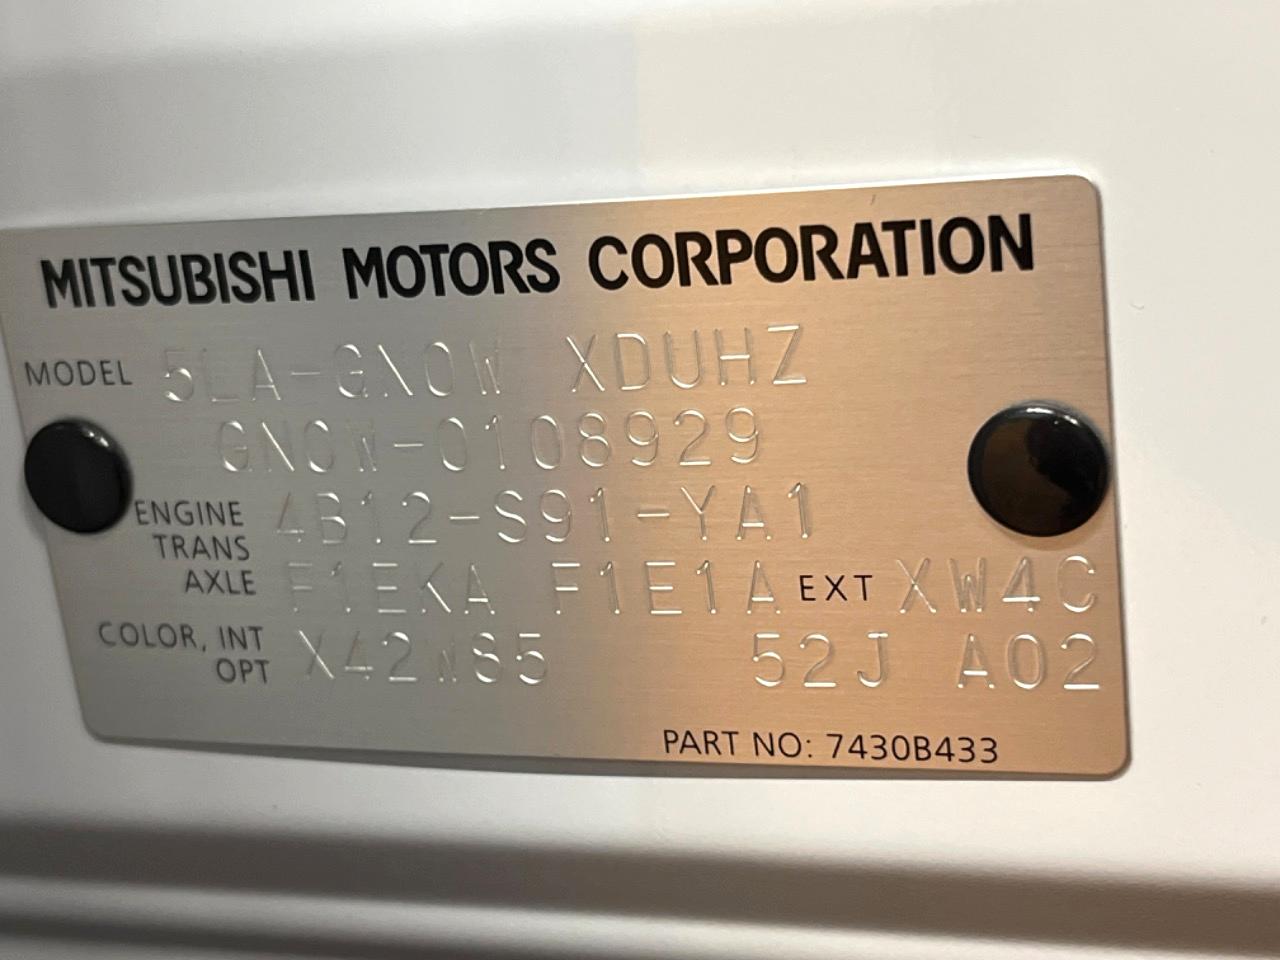 MITSUBISHI MOTORS CORPORATION
MODEL 5LA-GN0W XDUHZ
GN0W-0108929
ENGINE 4B12-S91-YA1
TRANS
AXLE F1EKA F1E1A EXT XW4C
COLOR, INT X42W85 52J A02
OPT
PART NO: 7430B433